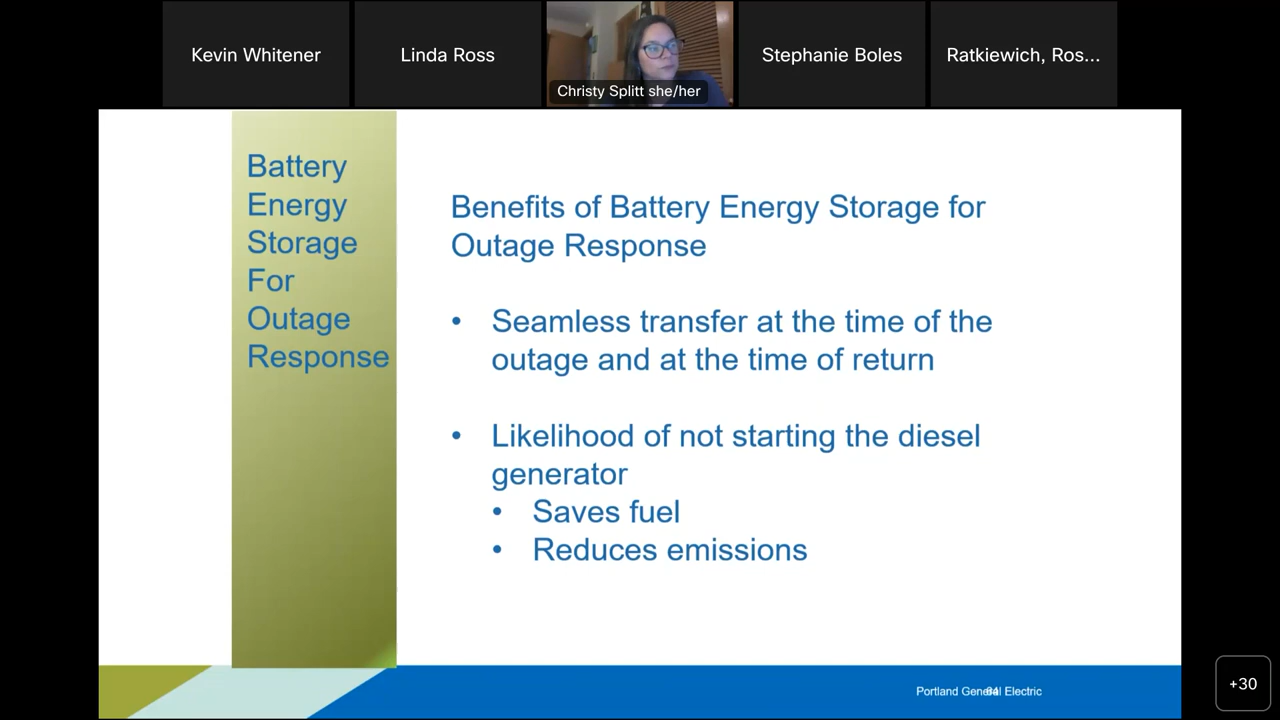 Kevin Whitener
Linda Ross
Christy Splitt she/her
Stephanie Boles
Ratkiewich, Ros...
Battery
Energy
Storage
For
Outage
Response
Benefits of Battery Energy Storage for
Outage Response
• Seamless transfer at the time of the
outage and at the time of return
• Likelihood of not starting the diesel
generator
• Saves fuel
• Reduces emissions
Portland General Electric
+30